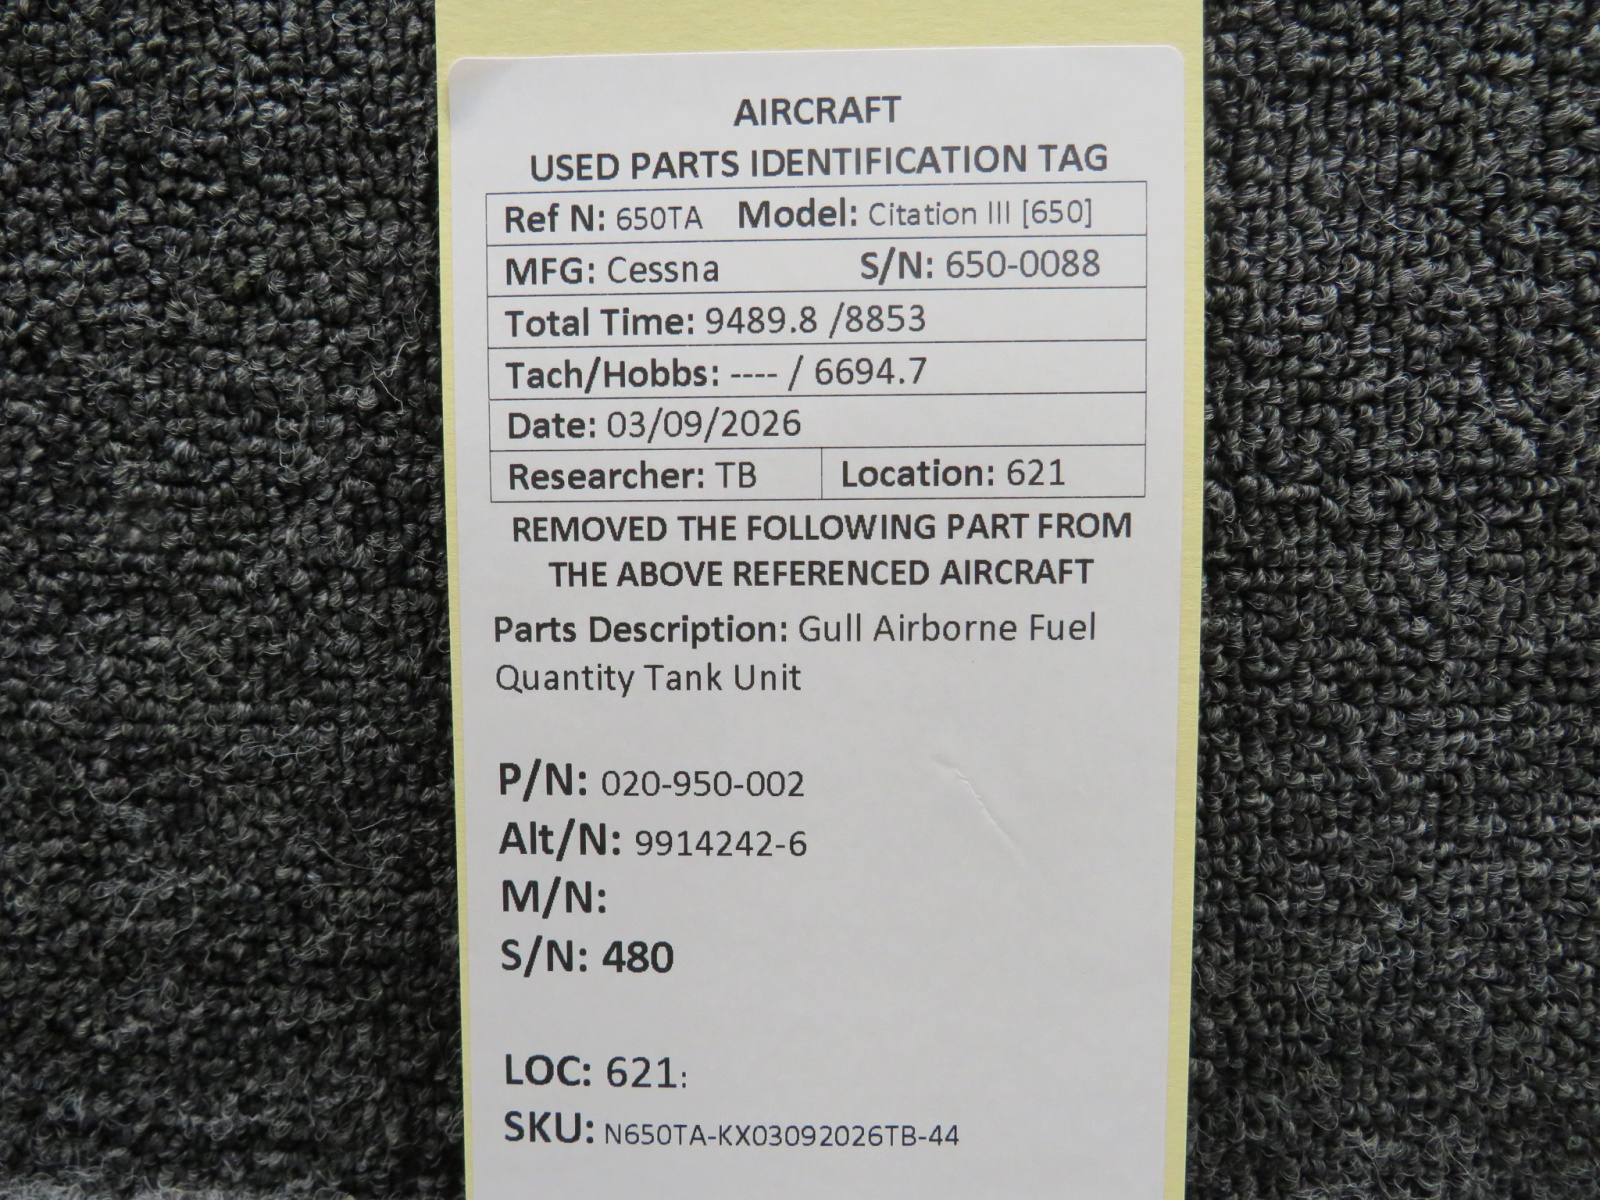 AIRCRAFT
USED PARTS IDENTIFICATION TAG
Ref N: 650TA Model: Citation III [650]
MFG: Cessna S/N: 650-0088
Total Time: 9489.8 /8853
Tach/Hobbs: ---- / 6694.7
Date: 03/09/2026
Researcher: TB Location: 621
REMOVED THE FOLLOWING PART FROM
THE ABOVE REFERENCED AIRCRAFT
Parts Description: Gull Airborne Fuel
Quantity Tank Unit
P/N: 020-950-002
Alt/N: 9914242-6
M/N:
S/N: 480
LOC: 621:
SKU: N650TA-KX03092026TB-44